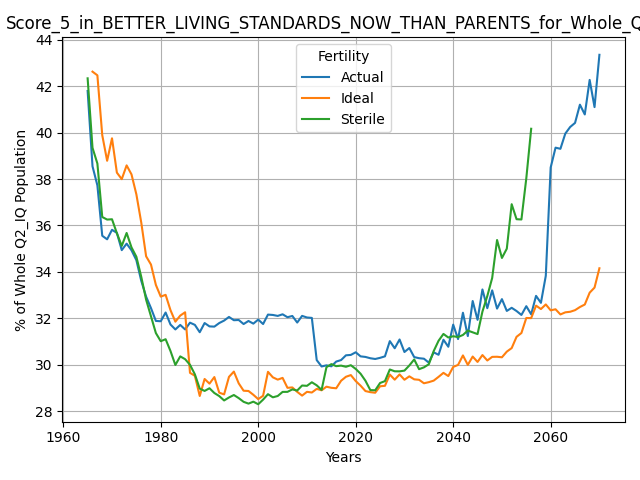 Score_5_in_BETTER_LIVING_STANDARDS_NOW_THAN_PARENTS_for_Whole_Q
44
42
40
38
36
34
32
30
28
% of Whole Q2_IQ Population
Fertility
Actual
Ideal
Sterile
1960 1980 2000 2020 2040 2060
Years